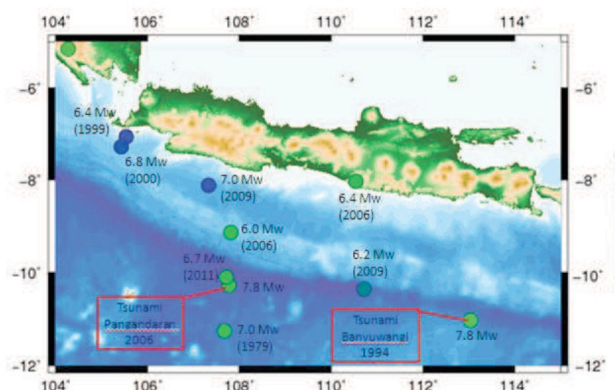 104 106 108 110 112 114
-6 -6
6.4 Mw
(1999)
6.8 Mw
(2000)
7.0 Mw
(2009)
-8 -8
6.4 Mw
(2006)
6.0 Mw
(2006)
6.7 Mw
(2011)
6.2 Mw
(2009)
-10 -10
7.8 Mw
Tsunami
Pangandaran
2006
7.0 Mw
(1979)
Tsunami
Banyuwangi
1994
7.8 Mw
-12 -12
104 106 108 110 112 114